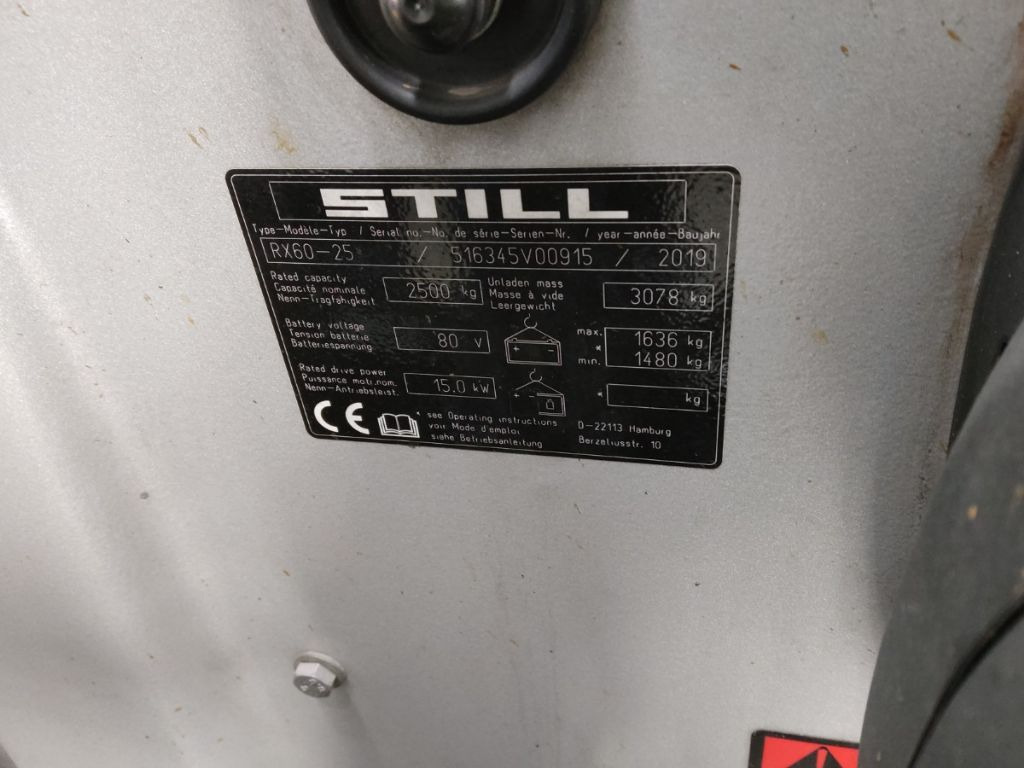 STILL
Type-Modèle-Typ / Serial no.-No. de série-Serien-Nr. / year-année-Baujahr
RX60-25 / 516345V00915 / 2019
Rated capacity
Capacité nominale
Nenn-Tragfähigkeit
2500 kg
Unladen mass
Masse à vide
Leergewicht
3078 kg
Battery voltage
Tension batterie
Batteriespannung
80 V
+ -
max. 1636 kg
*
min. 1480 kg
Rated drive power
Puissance motr.nom.
Nenn-Antriebsleist.
15.0 kW
+ -
* kg
CE
* see Operating instructions
voir Mode d'emploi
siehe Betriebsanleitung
D-22113 Hamburg
Berzeliusstr. 10